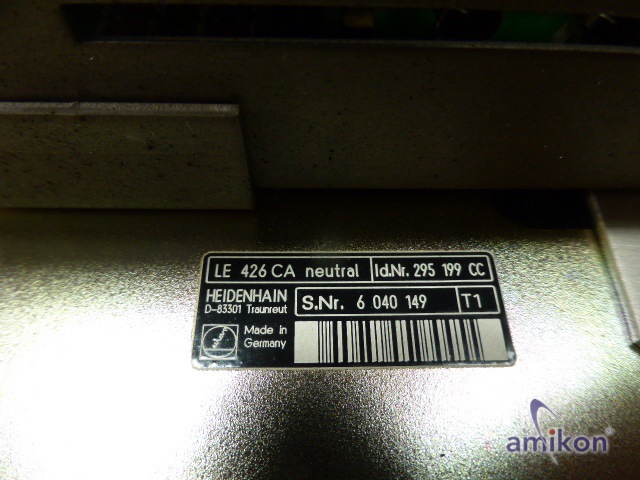 LE 426 CA neutral Id.Nr. 295 199 CC
HEIDENHAIN S.Nr. 6 040 149 T1
D-83301 Traunreut
Made in
Germany
amikon